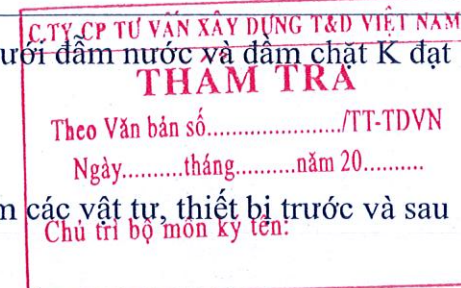 C.TY CP TƯ VẤN XÂY DỰNG T&D VIỆT NAM
ưới đẫm nước và đầm chặt K đạt
THẨM TRA
Theo Văn bản số....................../TT-TDVN
Ngày..........tháng..........năm 20..........
các vật tư, thiết bị trước và sau
Chủ trì bộ môn ký tên: